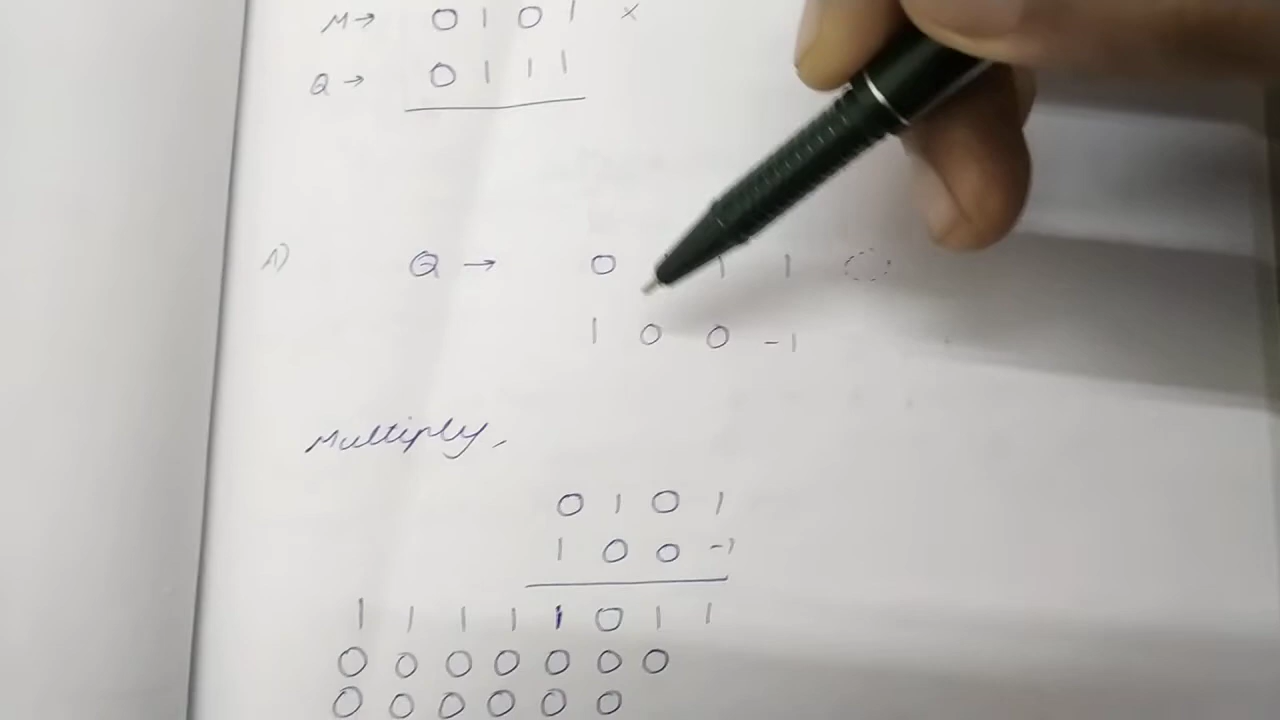 M→ 0 1 0 1 ×
Q→ 0 1 1 1
1) Q → 0 1 1 0
1 0 0 -1
Multiply,
0 1 0 1
1 0 0 -1
1 1 1 1 1 0 1 1
0 0 0 0 0 0 0
0 0 0 0 0 0